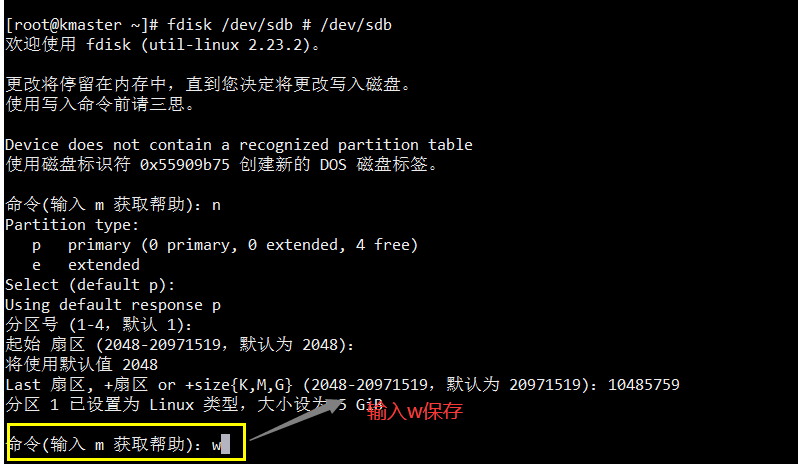 [root@kmaster ~]# fdisk /dev/sdb # /dev/sdb
欢迎使用 fdisk (util-linux 2.23.2)。
更改将停留在内存中，直到您决定将更改写入磁盘。
使用写入命令前请三思。
Device does not contain a recognized partition table
使用磁盘标识符 0x55909b75 创建新的 DOS 磁盘标签。
命令(输入 m 获取帮助)：n
Partition type:
   p   primary (0 primary, 0 extended, 4 free)
   e   extended
Select (default p):
Using default response p
分区号 (1-4，默认 1)：
起始 扇区 (2048-20971519，默认为 2048)：
将使用默认值 2048
Last 扇区, +扇区 or +size{K,M,G} (2048-20971519，默认为 20971519)：10485759
分区 1 已设置为 Linux 类型，大小设为 5 GiB
输入w保存
命令(输入 m 获取帮助)：w